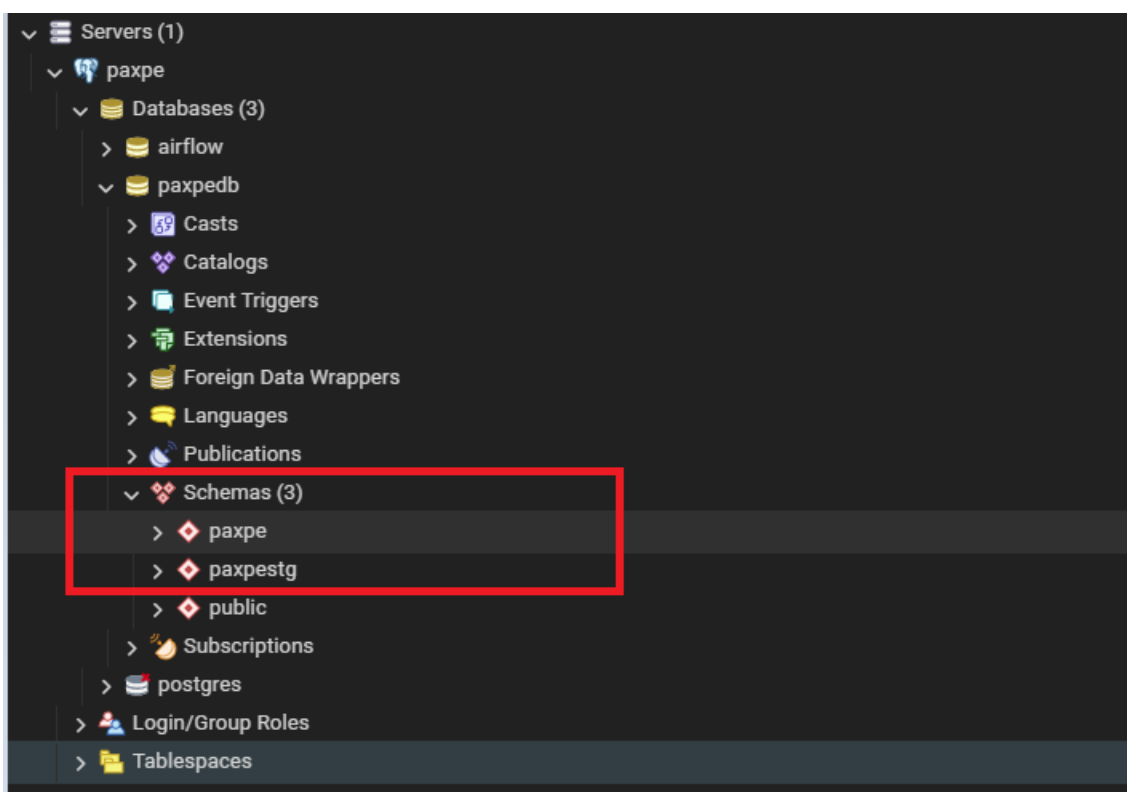 Servers (1)
paxpe
Databases (3)
airflow
paxpedb
Casts
Catalogs
Event Triggers
Extensions
Foreign Data Wrappers
Languages
Publications
Schemas (3)
paxpe
paxpestg
public
Subscriptions
postgres
Login/Group Roles
Tablespaces